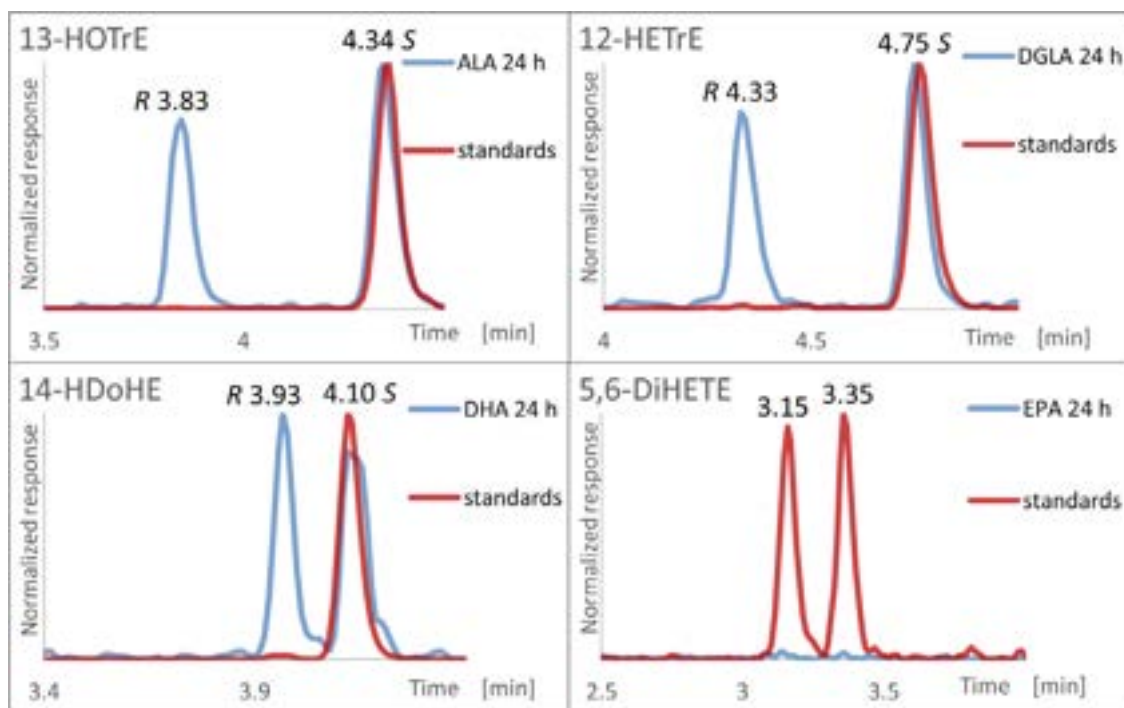 13-HOTrE
4.34 S
ALA 24 h
R 3.83
standards
Normalized response
3.5
4
Time [min]
12-HETrE
4.75 S
DGLA 24 h
R 4.33
standards
Normalized response
4
4.5
Time [min]
14-HDoHE
R 3.93
4.10 S
DHA 24 h
standards
Normalized response
3.4
3.9
Time [min]
5,6-DiHETE
3.15
3.35
EPA 24 h
standards
Normalized response
2.5
3
3.5
Time [min]